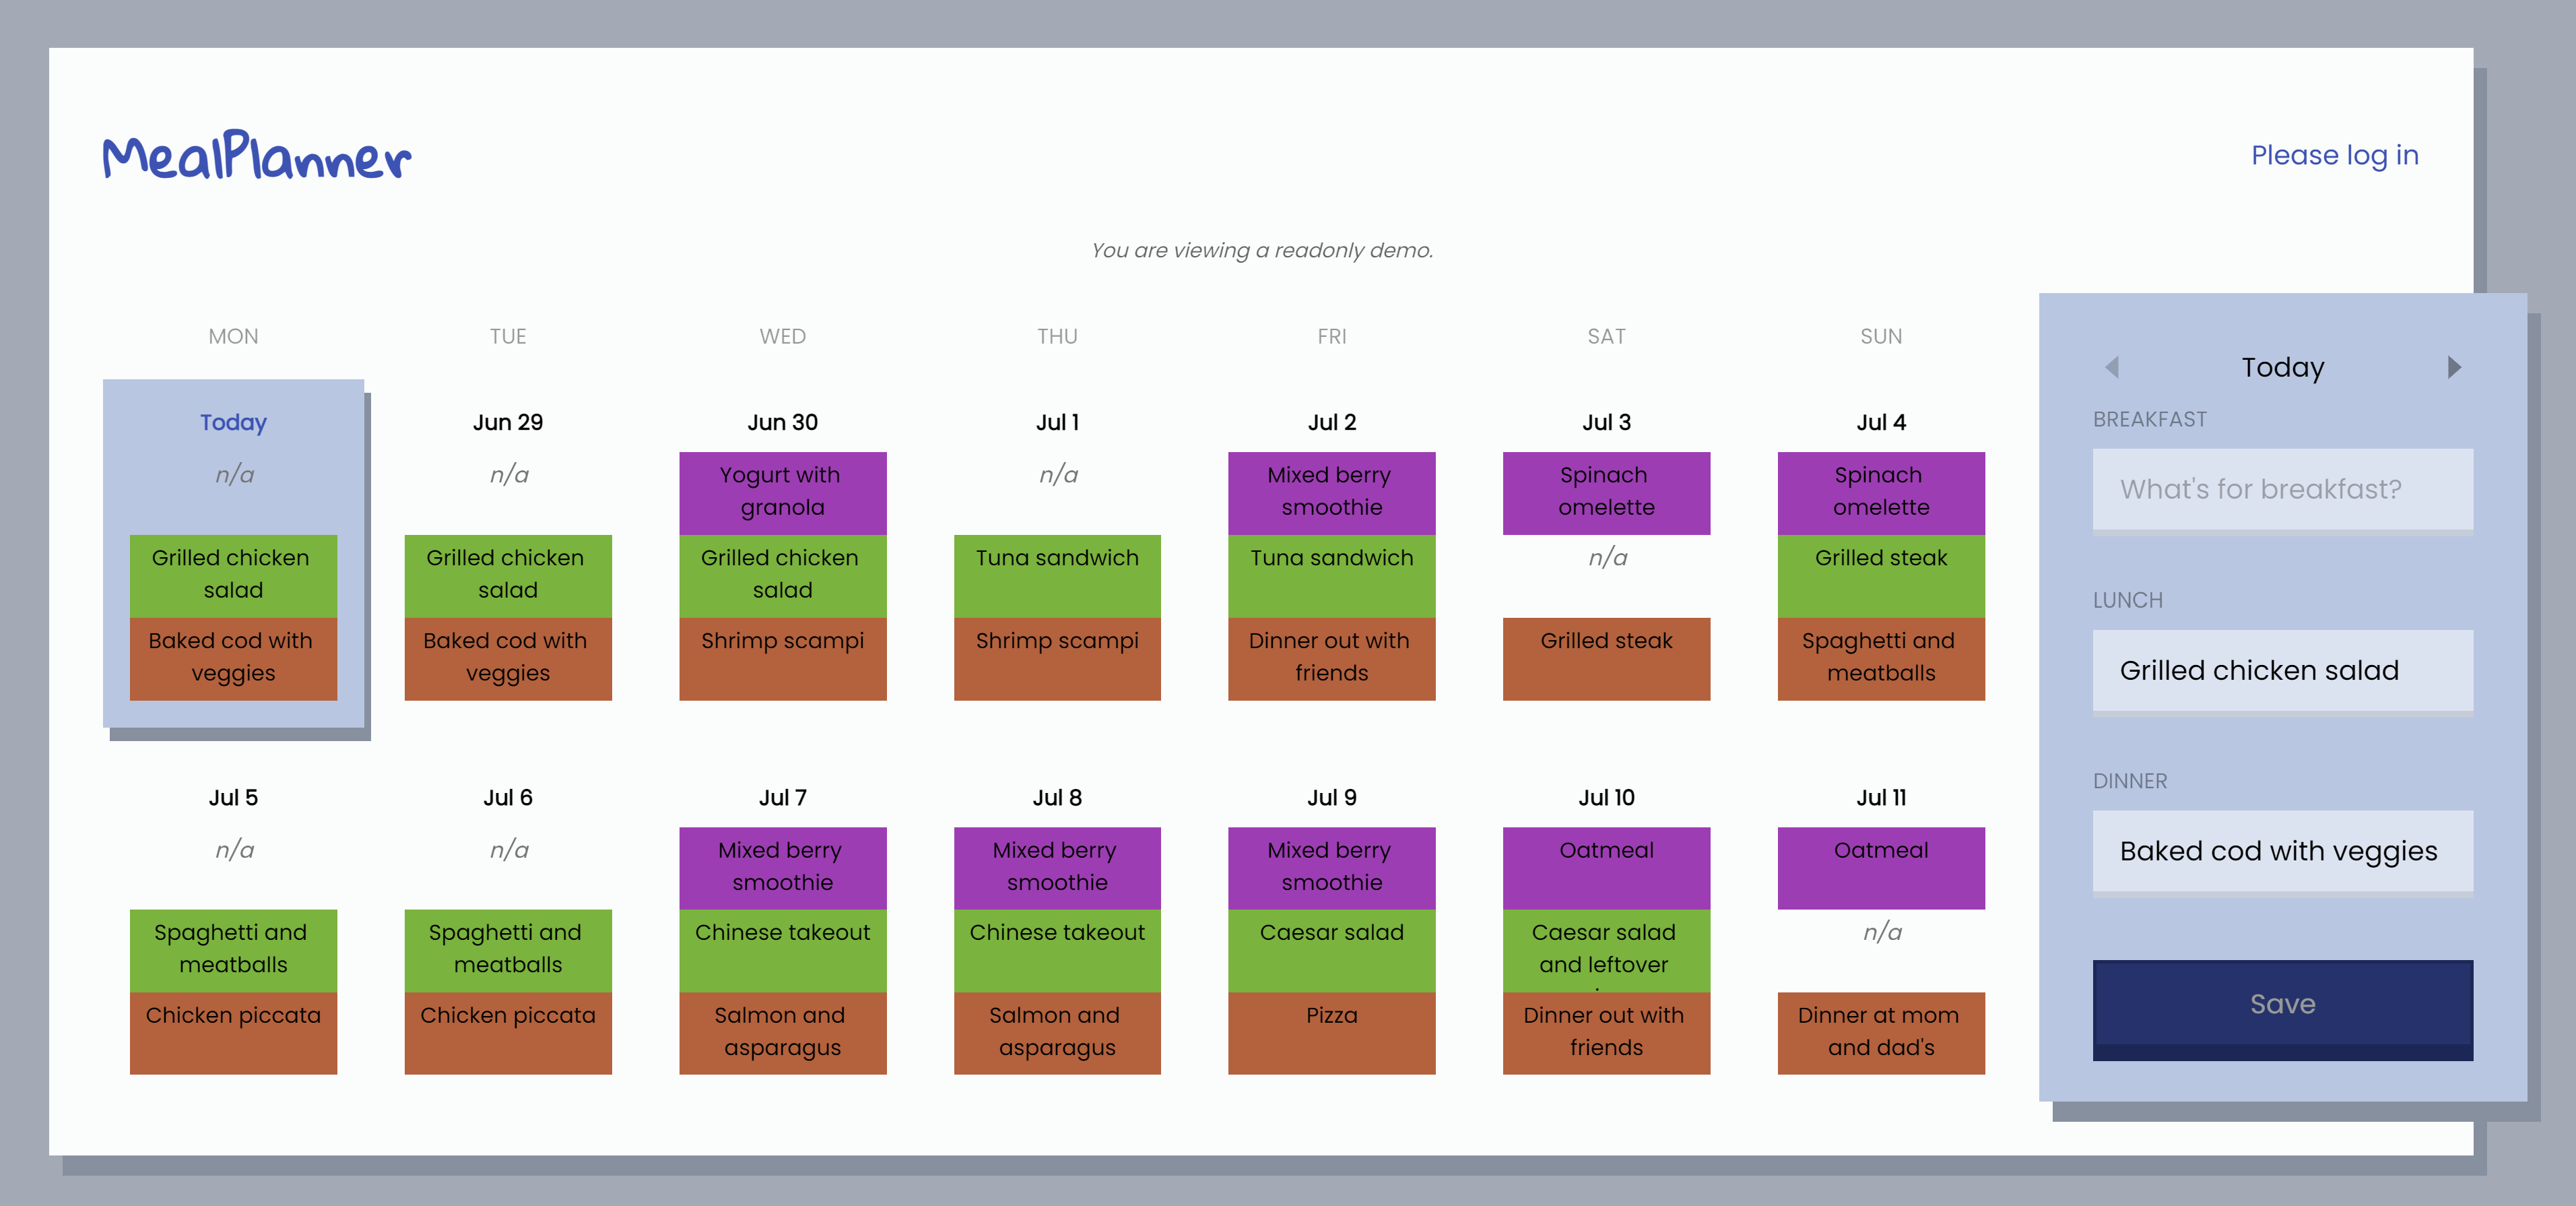 MealPlanner
Please log in
You are viewing a readonly demo.
MON
TUE
WED
THU
FRI
SAT
SUN
Today
n/a
Grilled chicken
salad
Baked cod with
veggies
Jun 29
n/a
Grilled chicken
salad
Baked cod with
veggies
Jun 30
Yogurt with
granola
Grilled chicken
salad
Shrimp scampi
Jul 1
n/a
Tuna sandwich
Shrimp scampi
Jul 2
Mixed berry
smoothie
Tuna sandwich
Dinner out with
friends
Jul 3
Spinach
omelette
n/a
Grilled steak
Jul 4
Spinach
omelette
Grilled steak
Spaghetti and
meatballs
Jul 5
n/a
Spaghetti and
meatballs
Chicken piccata
Jul 6
n/a
Spaghetti and
meatballs
Chicken piccata
Jul 7
Mixed berry
smoothie
Chinese takeout
Salmon and
asparagus
Jul 8
Mixed berry
smoothie
Chinese takeout
Salmon and
asparagus
Jul 9
Mixed berry
smoothie
Caesar salad
Pizza
Jul 10
Oatmeal
Caesar salad
and leftover
Dinner out with
friends
Jul 11
Oatmeal
n/a
Dinner at mom
and dad's
Today
BREAKFAST
What's for breakfast?
LUNCH
Grilled chicken salad
DINNER
Baked cod with veggies
Save